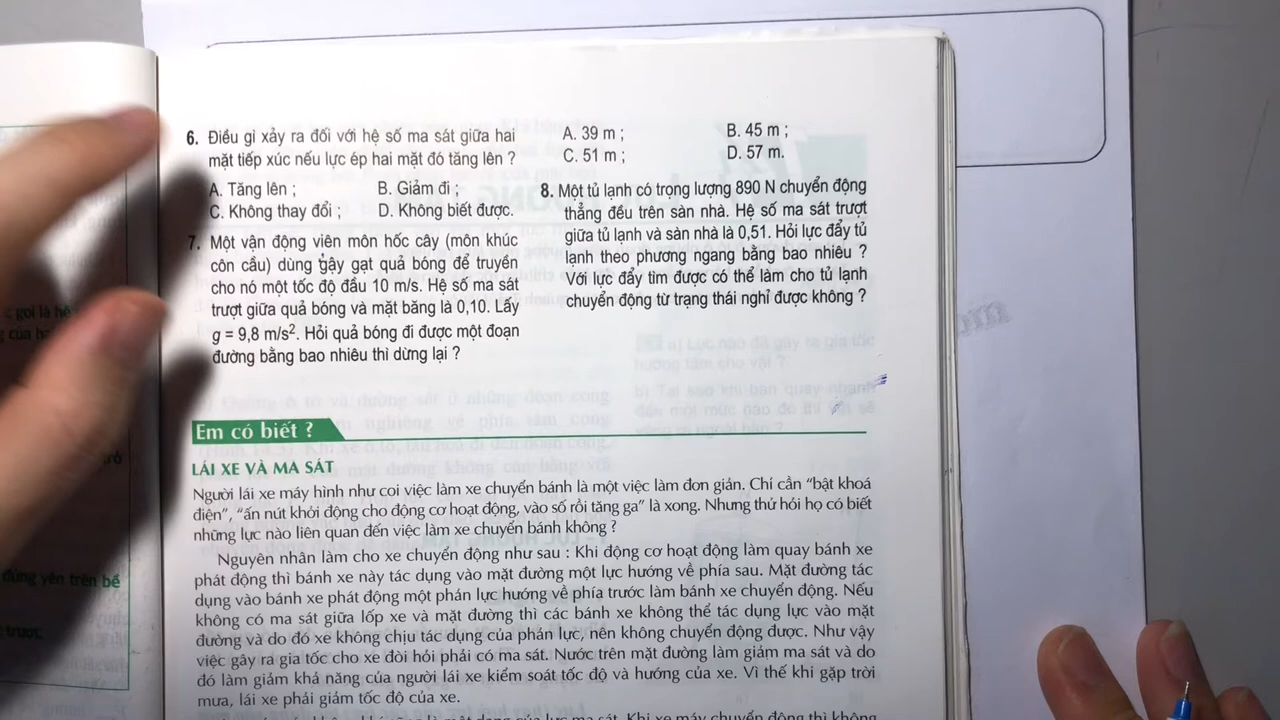 6. Điều gì xảy ra đối với hệ số ma sát giữa hai
mặt tiếp xúc nếu lực ép hai mặt đó tăng lên ?
A. Tăng lên ; B. Giảm đi ;
C. Không thay đổi ; D. Không biết được.
7. Một vận động viên môn hốc cây (môn khúc
côn cầu) dùng gậy gạt quả bóng để truyền
cho nó một tốc độ đầu 10 m/s. Hệ số ma sát
trượt giữa quả bóng và mặt băng là 0,10. Lấy
g = 9,8 m/s². Hỏi quả bóng đi được một đoạn
đường bằng bao nhiêu thì dừng lại ?
A. 39 m ; B. 45 m ;
C. 51 m ; D. 57 m.
8. Một tủ lạnh có trọng lượng 890 N chuyển động
thẳng đều trên sàn nhà. Hệ số ma sát trượt
giữa tủ lạnh và sàn nhà là 0,51. Hỏi lực đẩy tủ
lạnh theo phương ngang bằng bao nhiêu ?
Với lực đẩy tìm được có thể làm cho tủ lạnh
chuyển động từ trạng thái nghỉ được không ?
Em có biết ?
LÁI XE VÀ MA SÁT
Người lái xe máy hình như coi việc làm xe chuyển bánh là một việc làm đơn giản. Chỉ cần “bật khoá
điện”, “ấn nút khởi động cho động cơ hoạt động, vào số rồi tăng ga” là xong. Nhưng thử hỏi họ có biết
những lực nào liên quan đến việc làm xe chuyển bánh không ?
Nguyên nhân làm cho xe chuyển động như sau : Khi động cơ hoạt động làm quay bánh xe
phát động thì bánh xe này tác dụng vào mặt đường một lực hướng về phía sau. Mặt đường tác
dụng vào bánh xe phát động một phản lực hướng về phía trước làm bánh xe chuyển động. Nếu
không có ma sát giữa lốp xe và mặt đường thì các bánh xe không thể tác dụng lực vào mặt
đường và do đó xe không chịu tác dụng của phản lực, nên không chuyển động được. Như vậy
việc gây ra gia tốc cho xe đòi hỏi phải có ma sát. Nước trên mặt đường làm giảm ma sát và do
đó làm giảm khả năng của người lái xe kiểm soát tốc độ và hướng của xe. Vì thế khi gặp trời
mưa, lái xe phải giảm tốc độ của xe.
đứng yên trên bề
trượt.